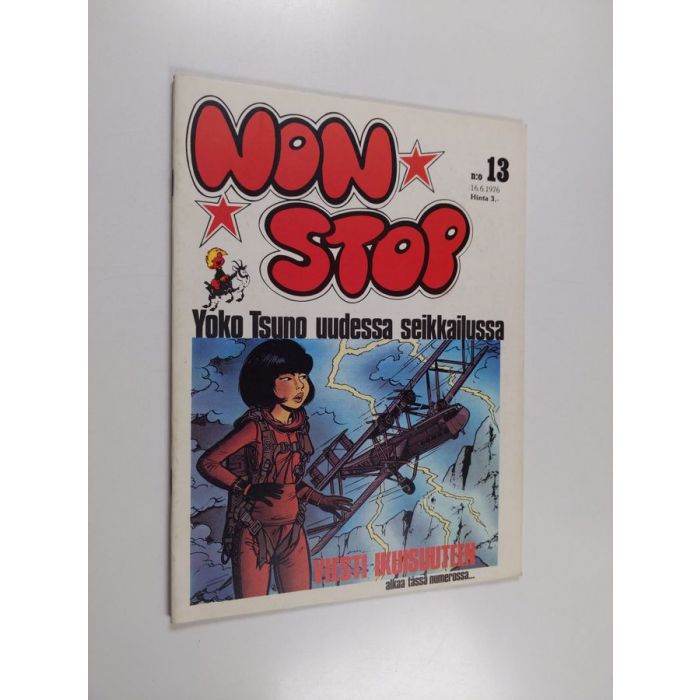 NON
STOP
n:o 13
16.6.1976
Hinta 3,-
Yoko Tsuno uudessa seikkailussa
VIESTI IKUISUUTEEN
alkaa tässä numerossa...